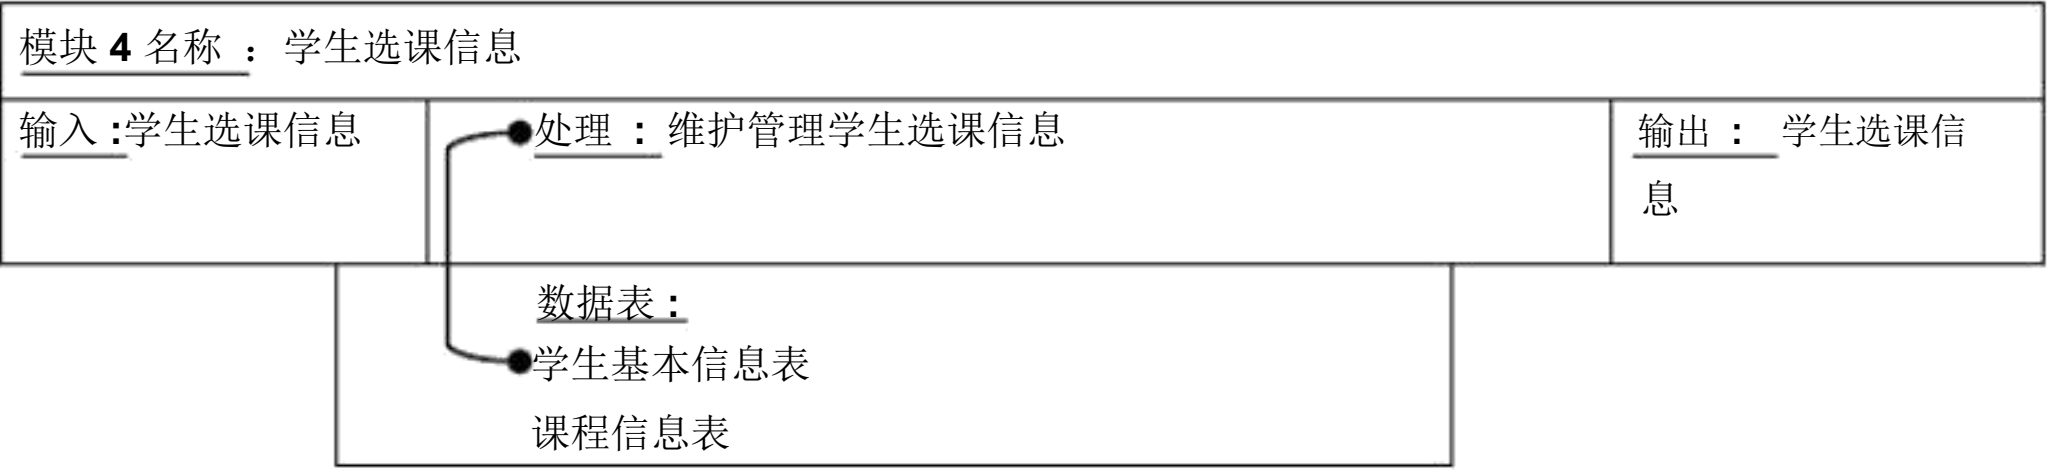 模块 4 名称 ：学生选课信息
输入 :学生选课信息
处理 : 维护管理学生选课信息
输出 : 学生选课信
息
数据表 :
学生基本信息表
课程信息表